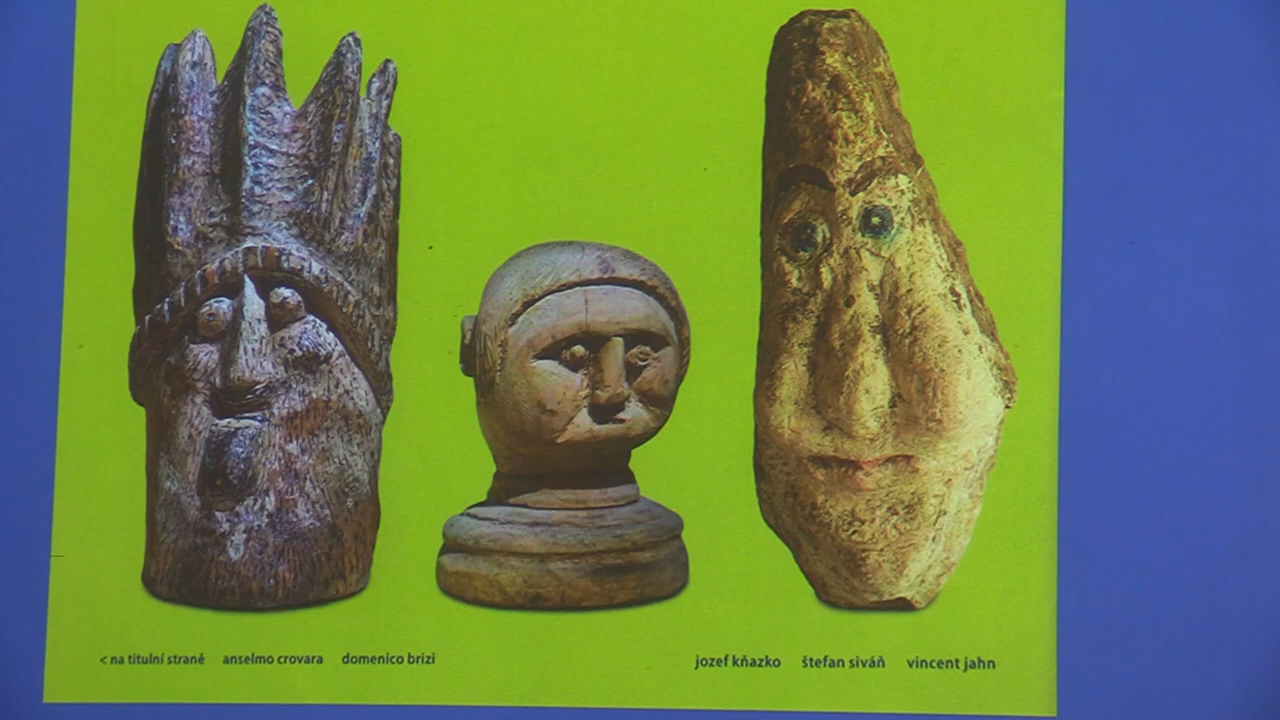 < na titulní straně anselmo crovara domenico brizi
jozef kňazko štefan siváň vincent jahn